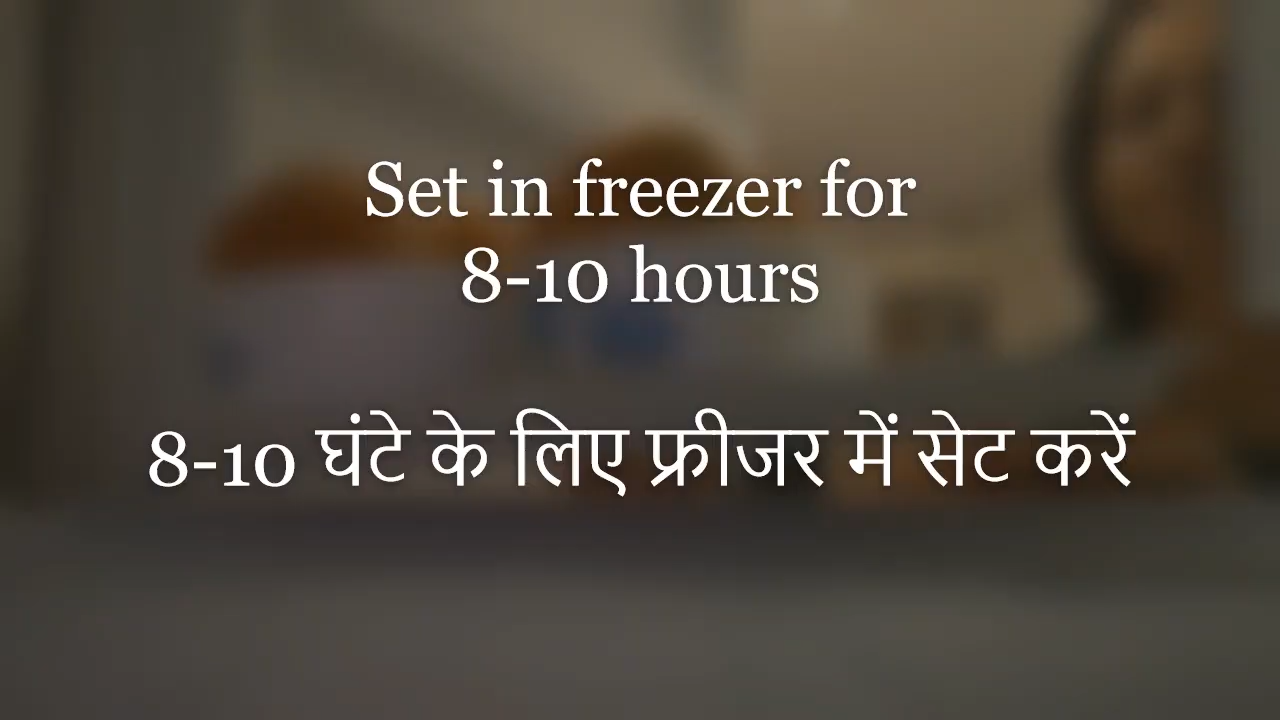 Set in freezer for
8-10 hours
8-10 घंटे के लिए फ्रीजर में सेट करें